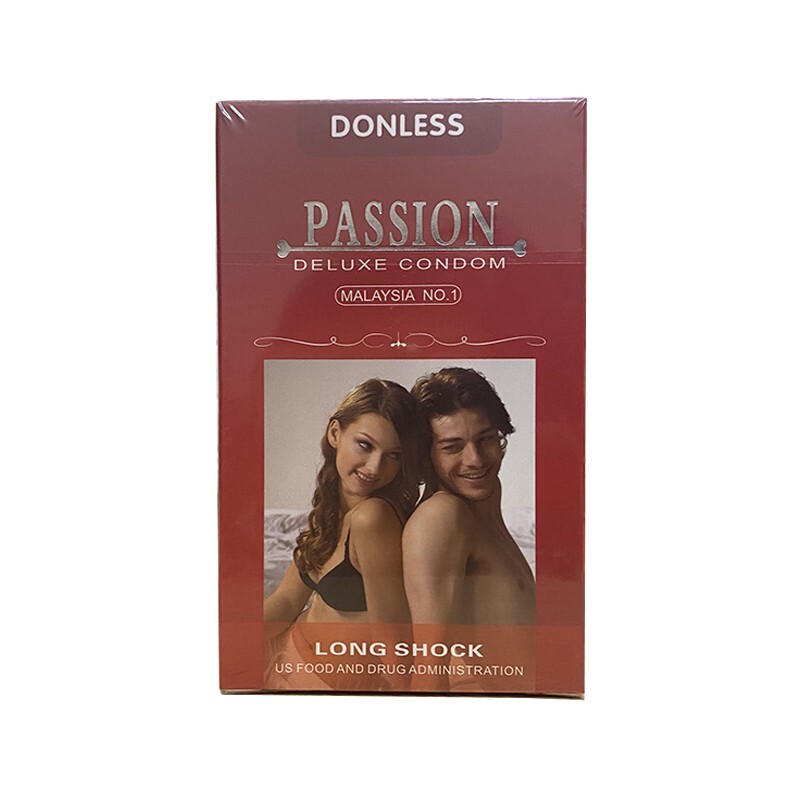 DONLESS
PASSION
DELUXE CONDOM
MALAYSIA NO.1
LONG SHOCK
US FOOD AND DRUG ADMINISTRATION